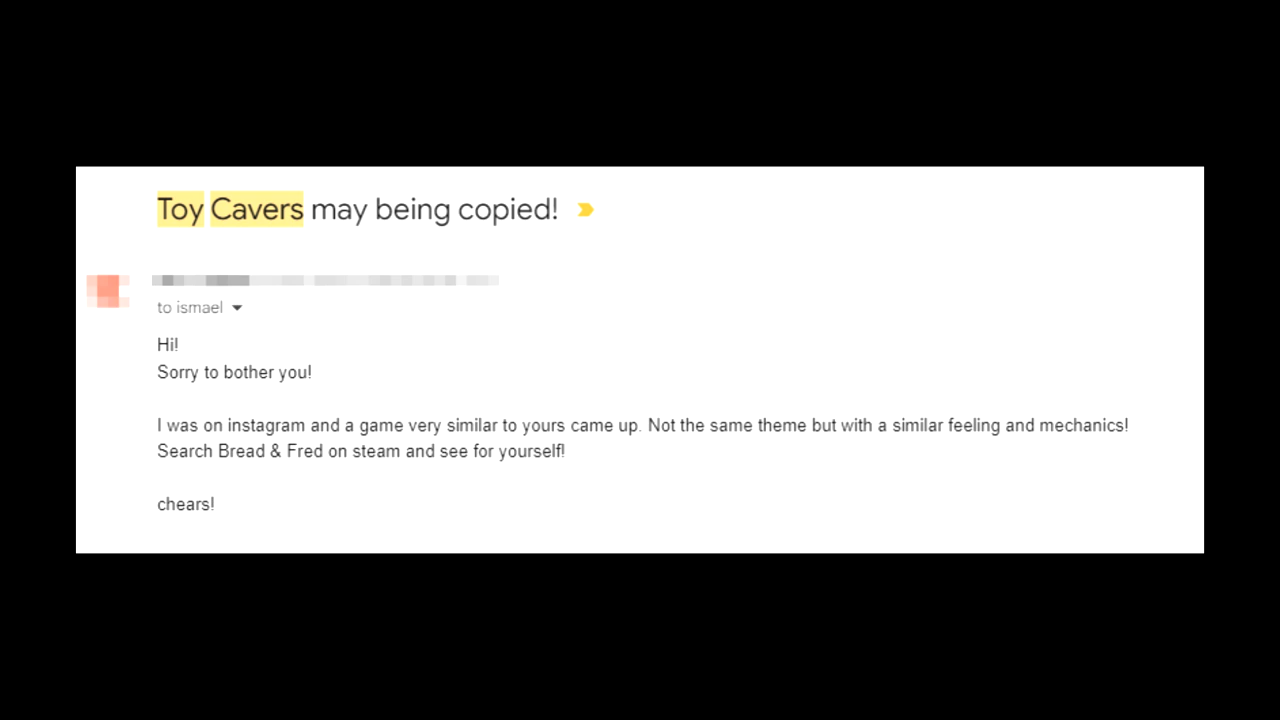 Toy Cavers may being copied!
to ismael
Hi!
Sorry to bother you!
I was on instagram and a game very similar to yours came up. Not the same theme but with a similar feeling and mechanics!
Search Bread & Fred on steam and see for yourself!
chears!